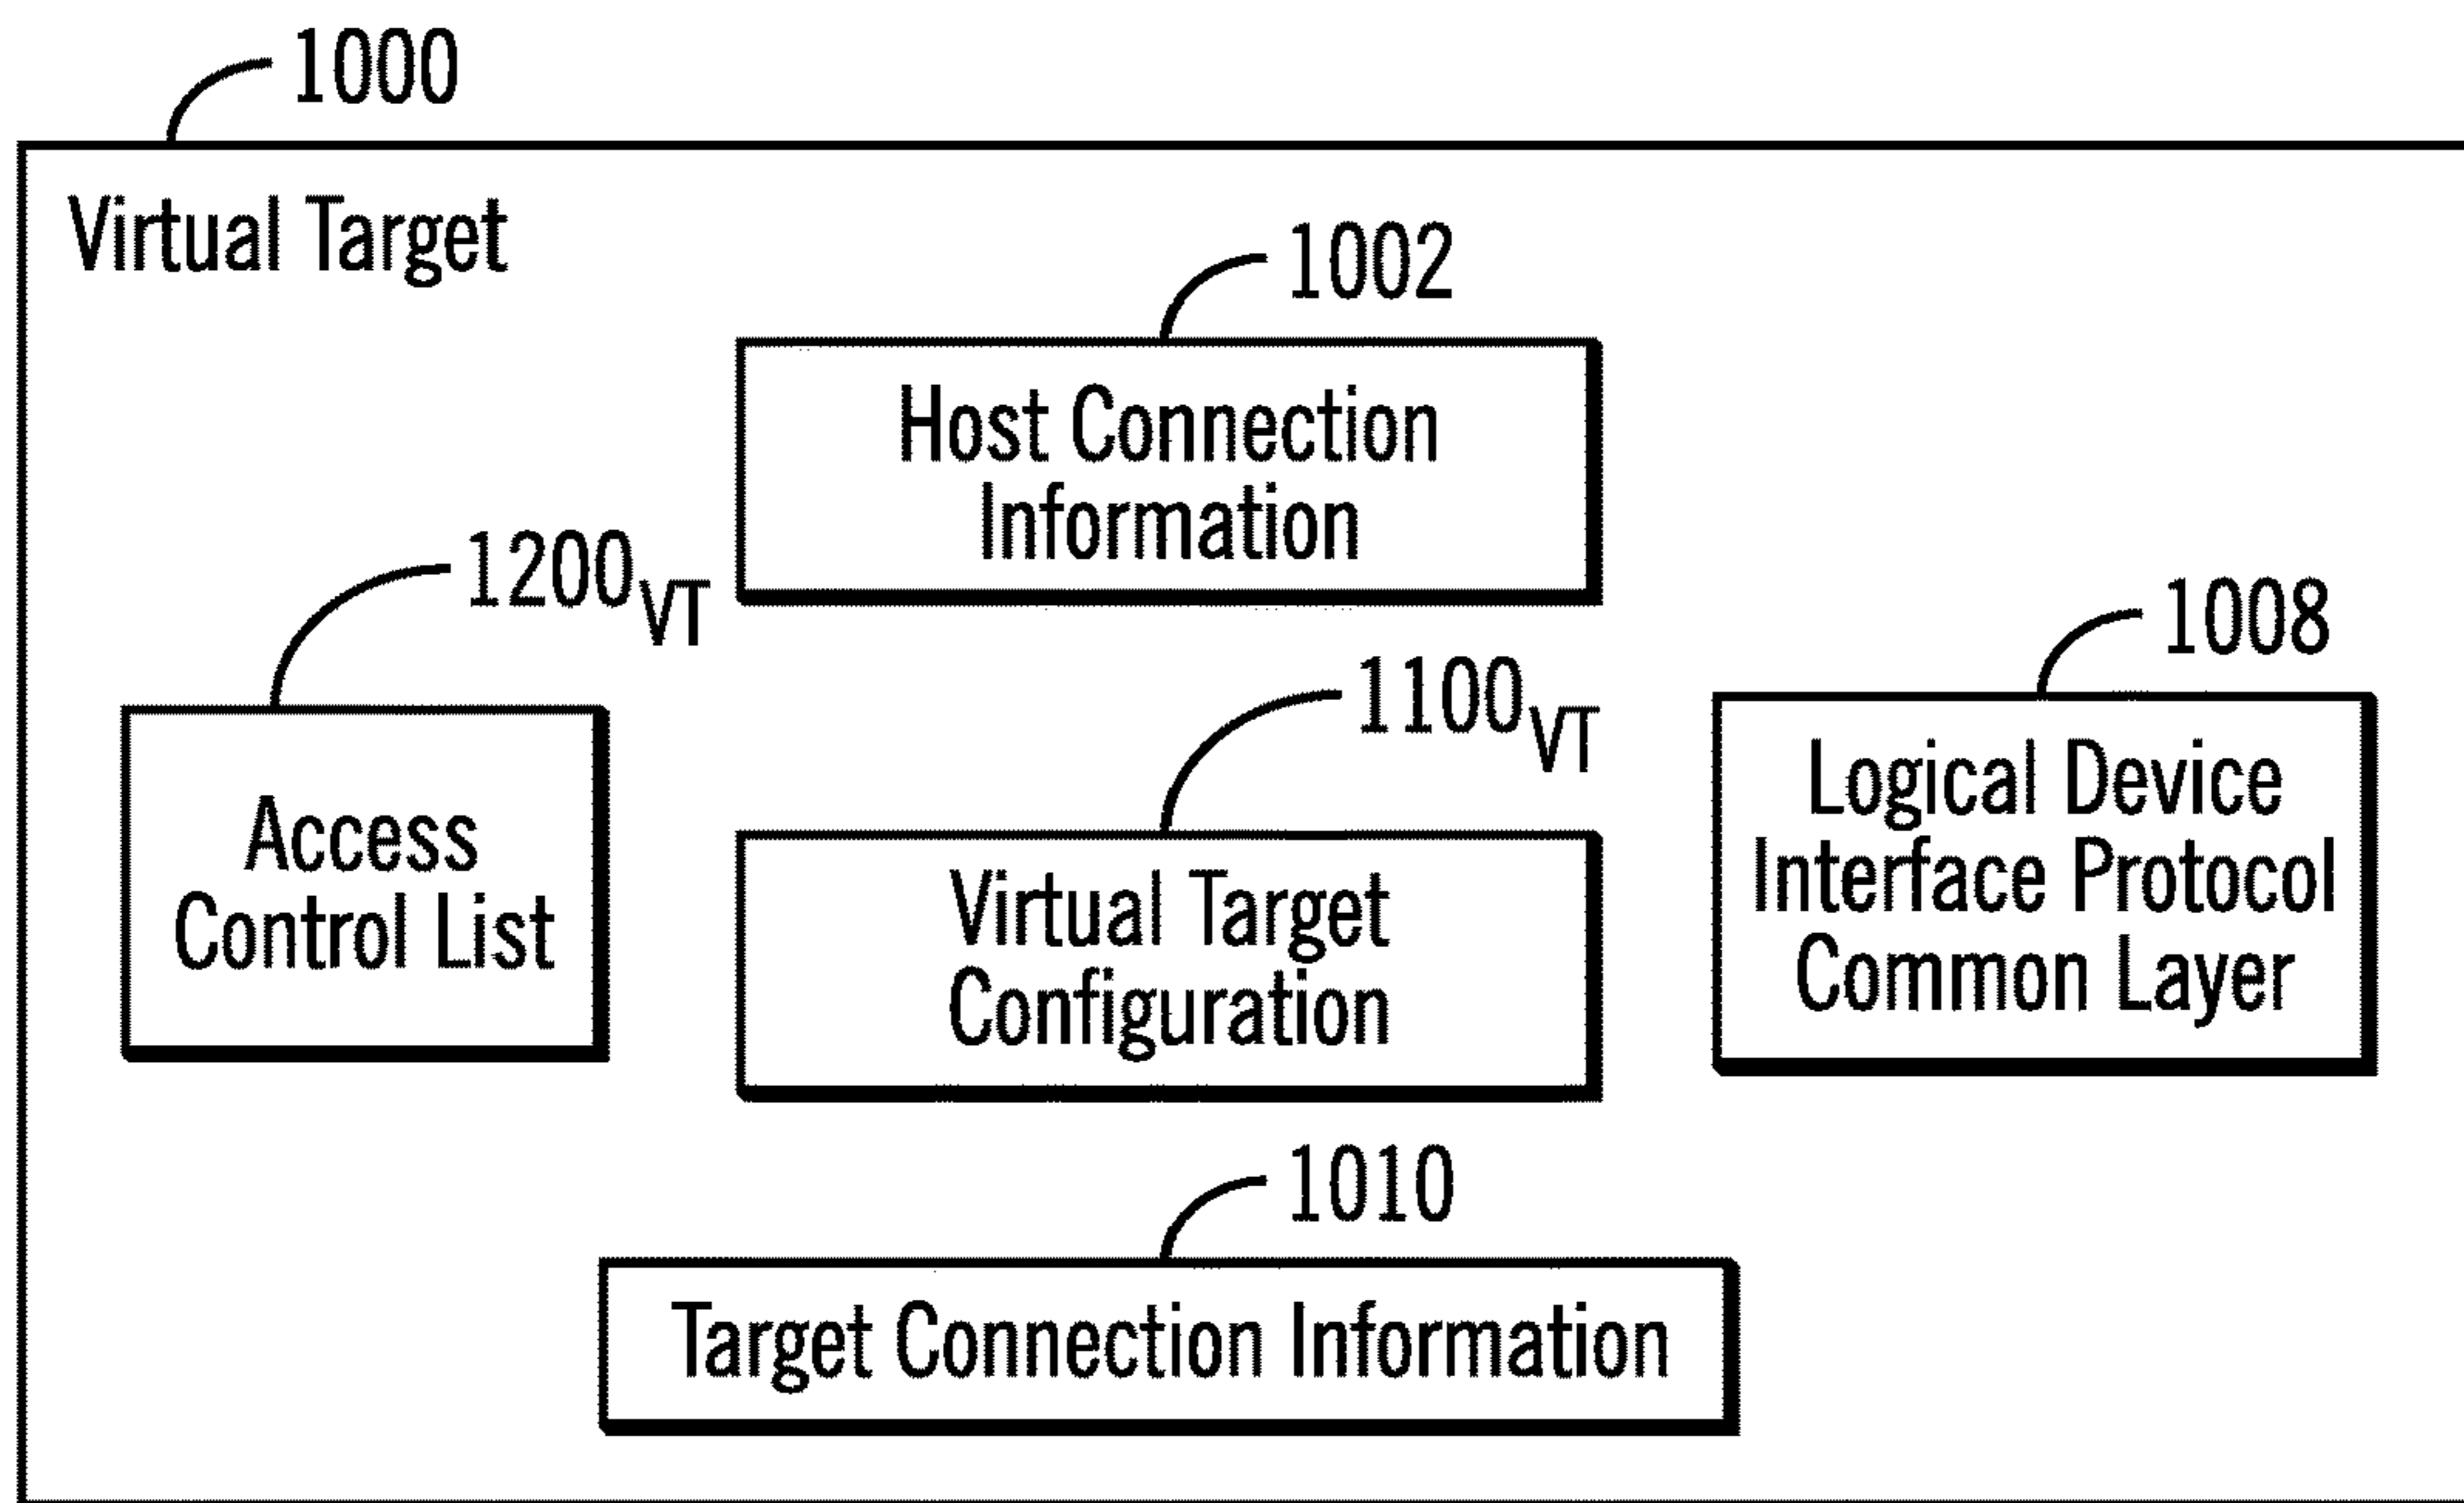 1000
Virtual Target
1002
Host Connection
Information
1200VT
Access
Control List
1100VT
Virtual Target
Configuration
1008
Logical Device
Interface Protocol
Common Layer
1010
Target Connection Information